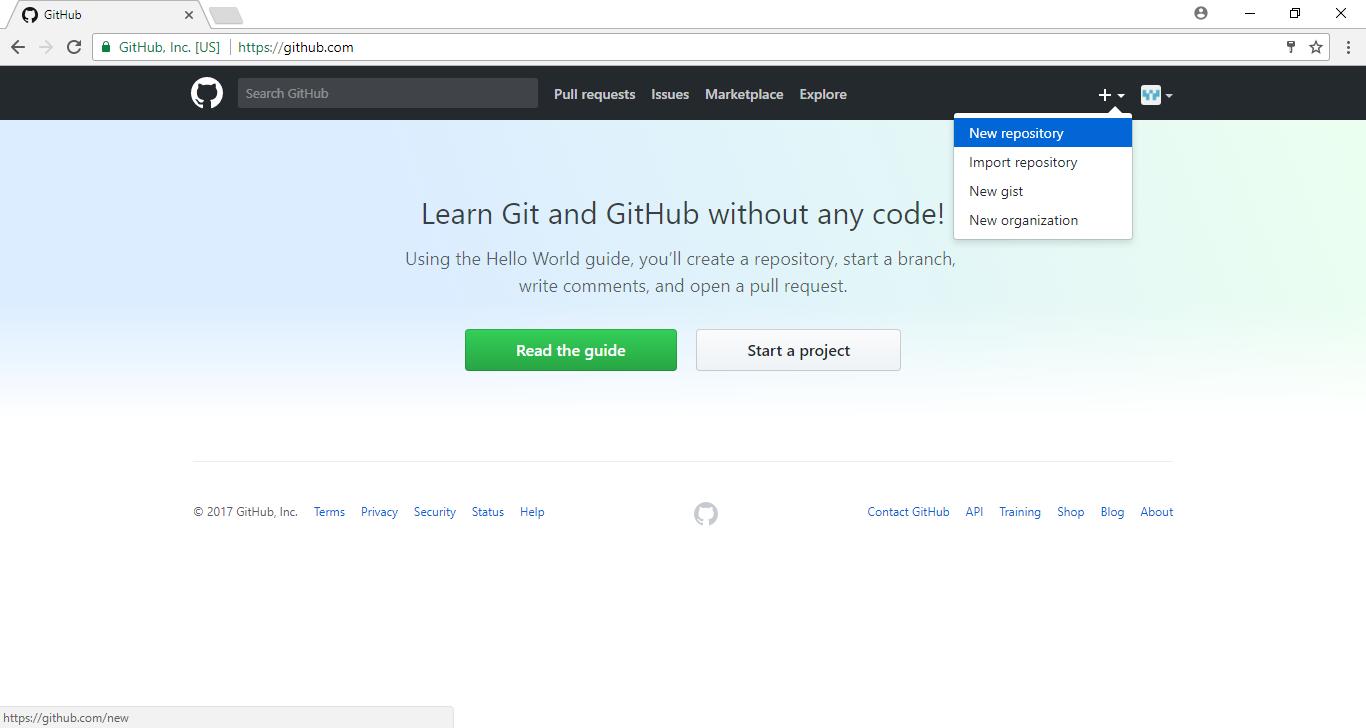 GitHub
GitHub, Inc. [US] https://github.com
Search GitHub Pull requests Issues Marketplace Explore
New repository
Import repository
New gist
New organization
Learn Git and GitHub without any code!
Using the Hello World guide, you'll create a repository, start a branch,
write comments, and open a pull request.
Read the guide Start a project
© 2017 GitHub, Inc. Terms Privacy Security Status Help Contact GitHub API Training Shop Blog About
https://github.com/new